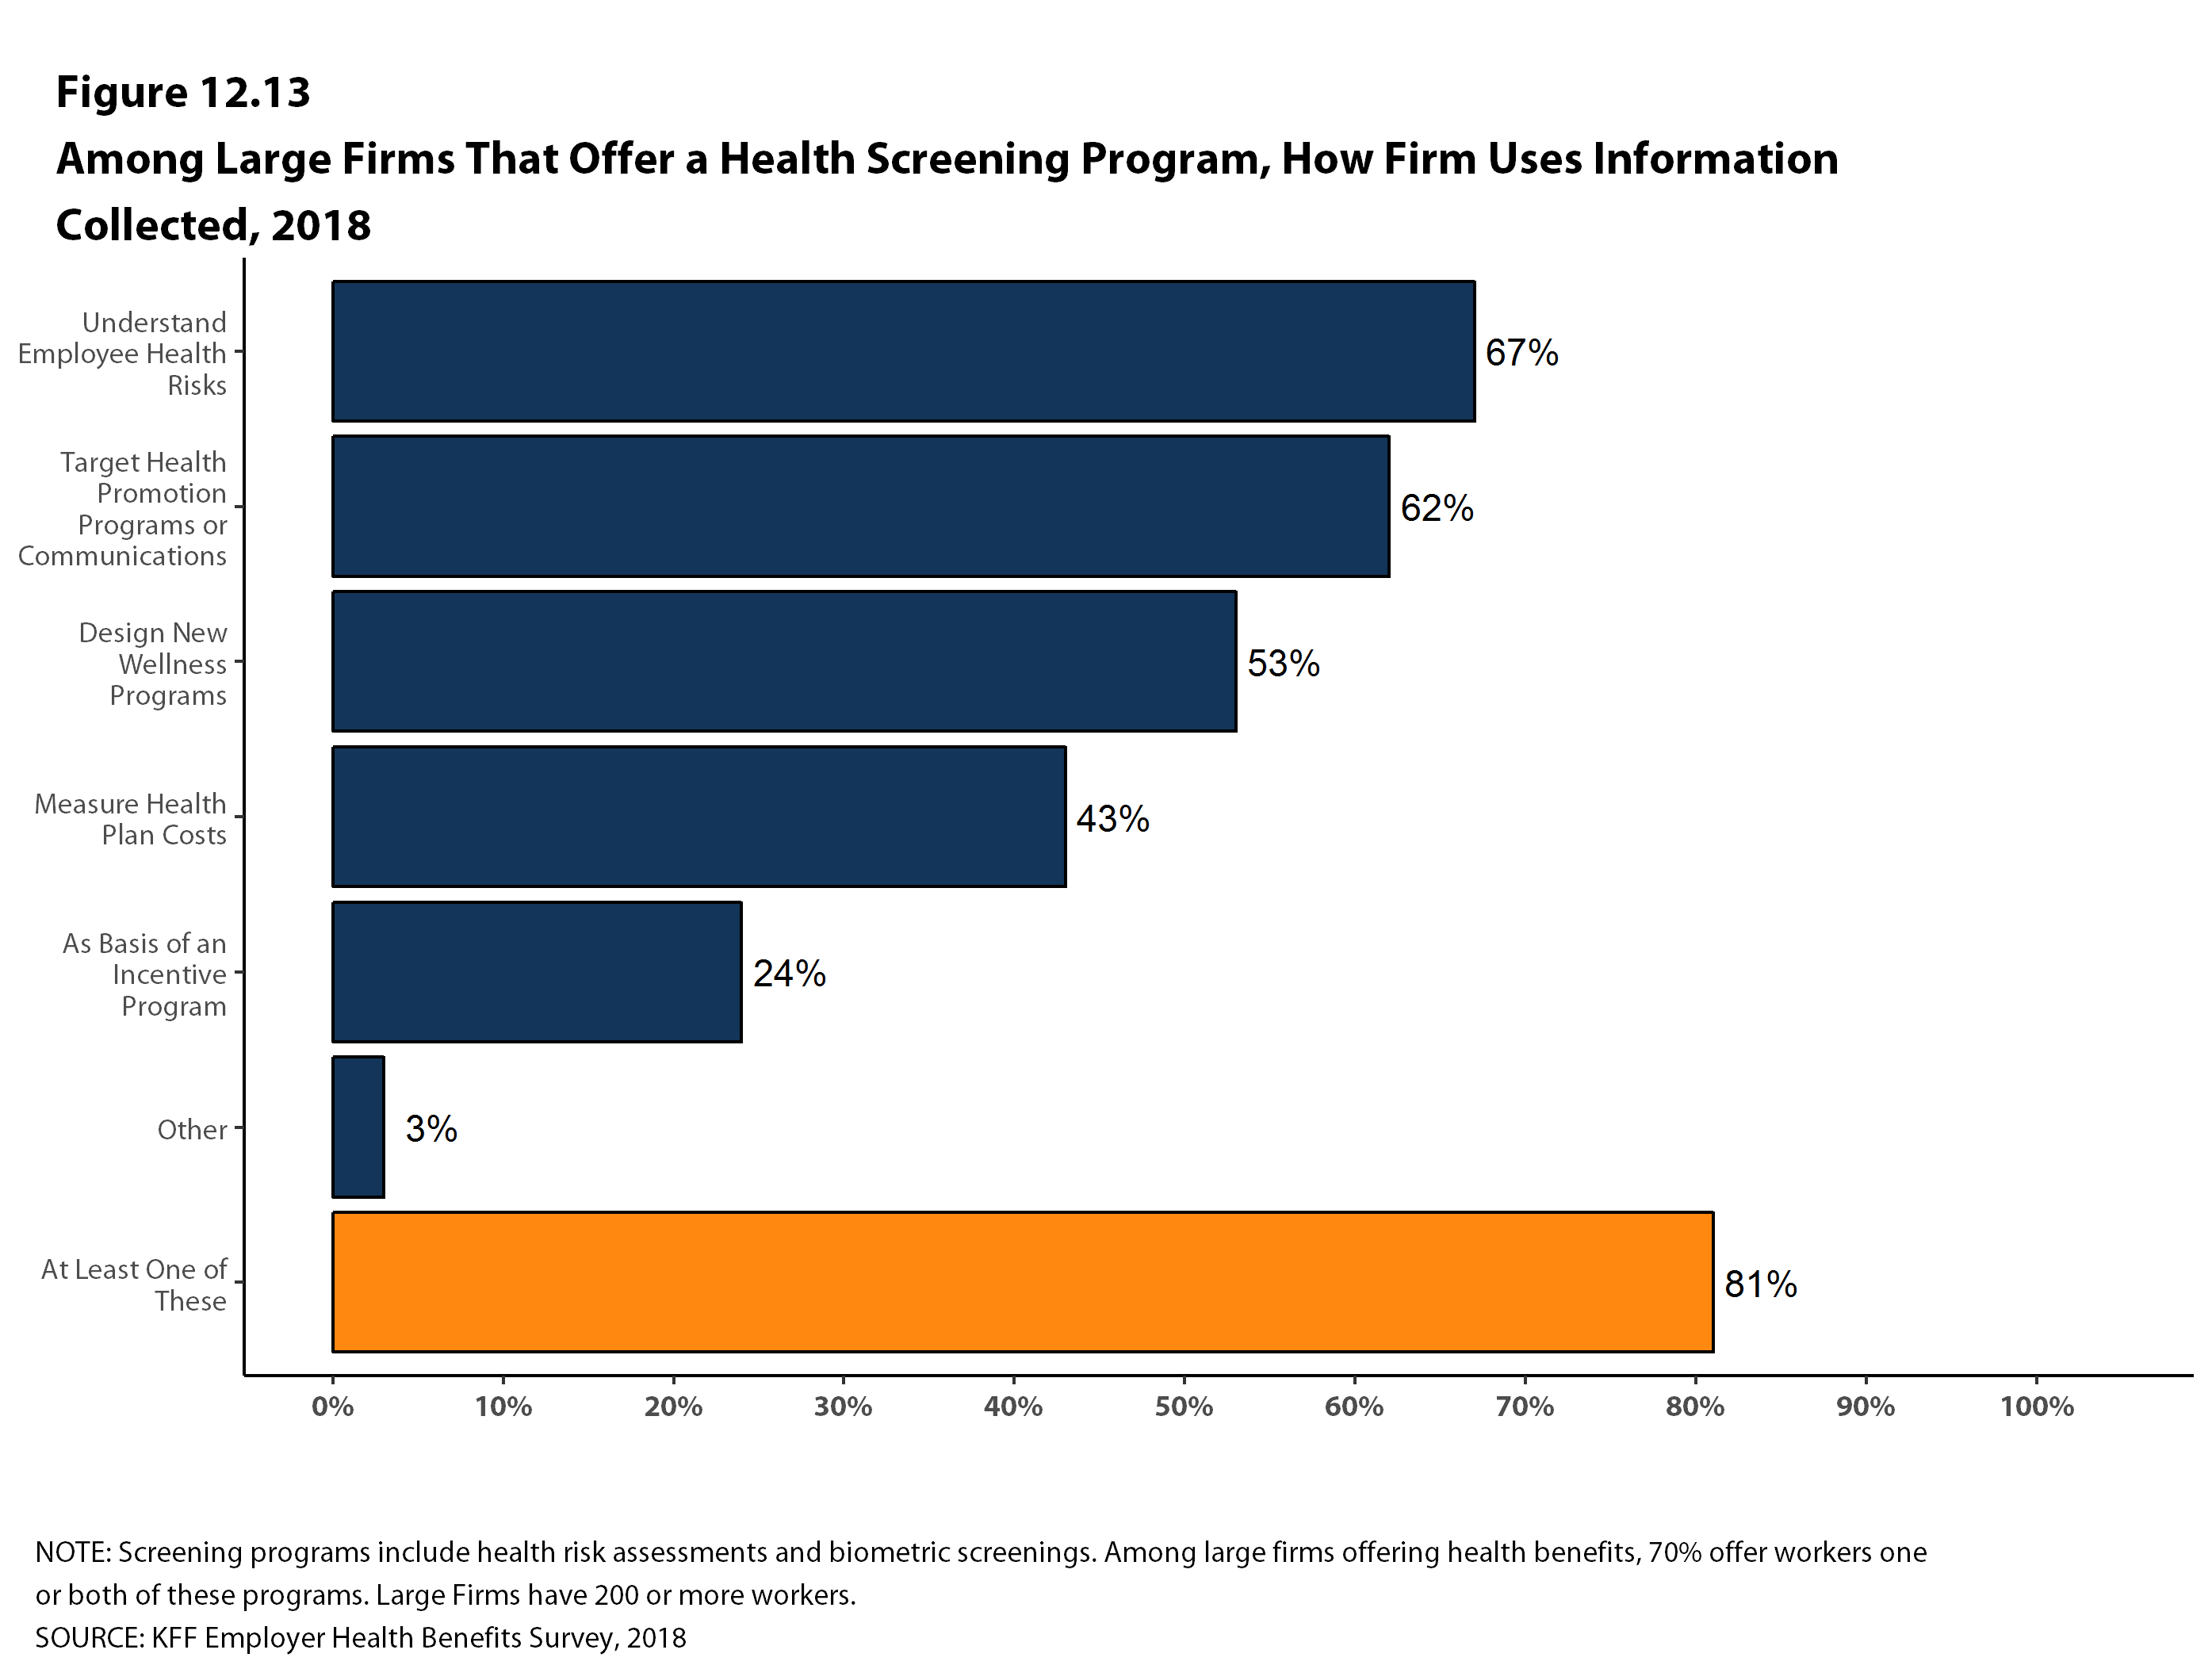 Figure 12.13
Among Large Firms That Offer a Health Screening Program, How Firm Uses Information
Collected, 2018
Understand
Employee Health
Risks
67%
Target Health
Promotion
Programs or
Communications
62%
Design New
Wellness
Programs
53%
Measure Health
Plan Costs
43%
As Basis of an
Incentive
Program
24%
Other
3%
At Least One of
These
81%
0% 10% 20% 30% 40% 50% 60% 70% 80% 90% 100%
NOTE: Screening programs include health risk assessments and biometric screenings. Among large firms offering health benefits, 70% offer workers one
or both of these programs. Large Firms have 200 or more workers.
SOURCE: KFF Employer Health Benefits Survey, 2018